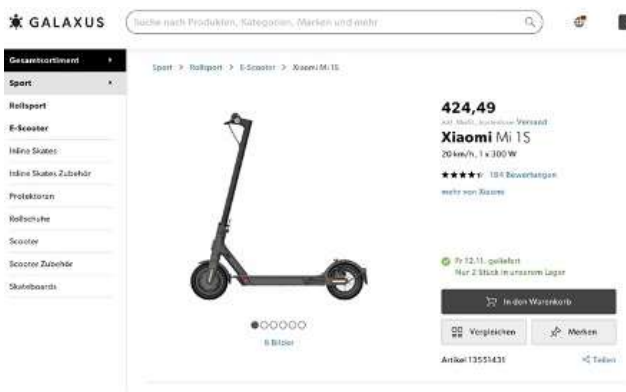 GALAXUS
Suche nach Produkten, Kategorien, Marken und mehr
Gesamtsortiment
Sport
Rollsport
E-Scooter
Inline Skates
Inline Skates Zubehör
Protektoren
Rollschuhe
Scooter
Scooter Zubehör
Skateboards
Sport > Rollsport > E-Scooter > Xiaomi Mi 1S
6 Bilder
424,49
inkl. MwSt., kostenloser Versand
Xiaomi Mi 1S
20 km/h, 1 x 300 W
184 Bewertungen
mehr von Xiaomi
Fr 12.11. geliefert
Nur 2 Stück in unserem Lager
In den Warenkorb
Vergleichen
Merken
Artikel 13551431
Teilen